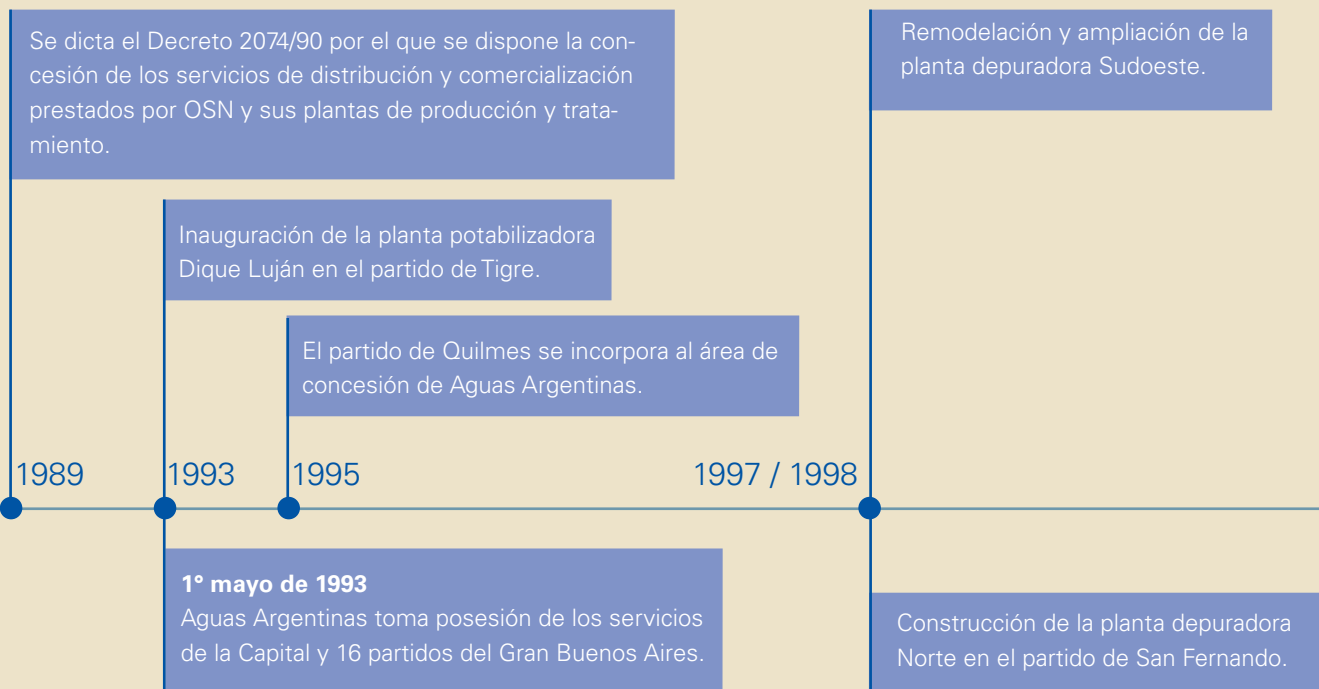 Se dicta el Decreto 2074/90 por el que se dispone la con-
cesión de los servicios de distribución y comercialización
prestados por OSN y sus plantas de producción y trata-
miento.
Remodelación y ampliación de la
planta depuradora Sudoeste.
Inauguración de la planta potabilizadora
Dique Luján en el partido de Tigre.
El partido de Quilmes se incorpora al área de
concesión de Aguas Argentinas.
1989
1993
1995
1997 / 1998
1° mayo de 1993
Aguas Argentinas toma posesión de los servicios
de la Capital y 16 partidos del Gran Buenos Aires.
Construcción de la planta depuradora
Norte en el partido de San Fernando.